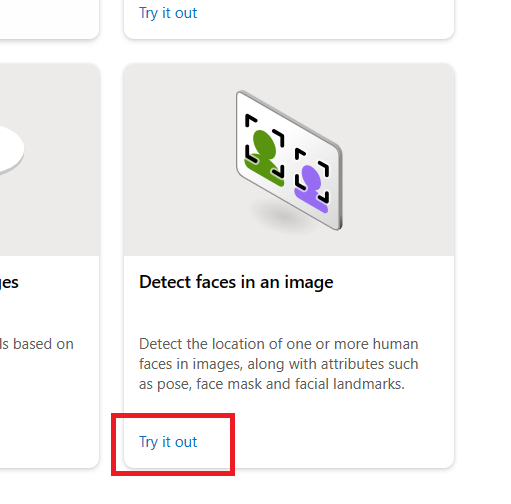 Try it out
ges
Detect faces in an image
ls based on
Detect the location of one or more human
faces in images, along with attributes such
as pose, face mask and facial landmarks.
Try it out